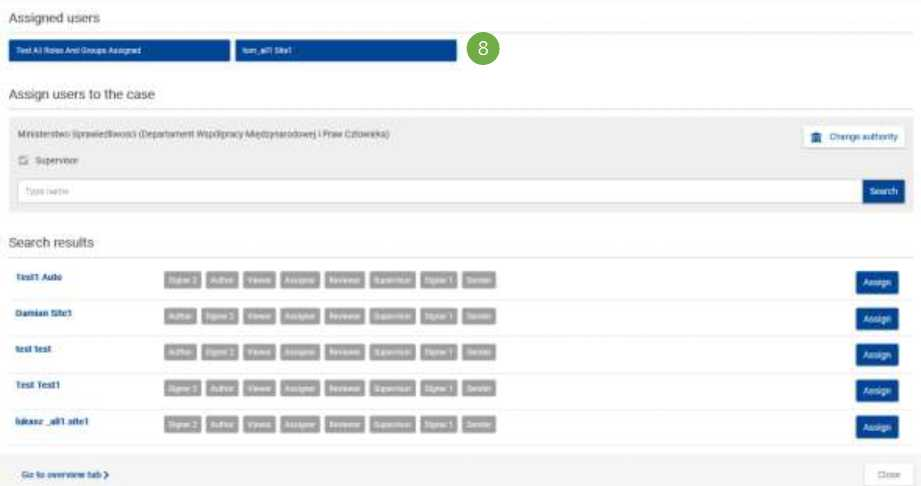 Assigned users
Test All Roles And Groups Assigned
tom_all1 Site1
8
Assign users to the case
Ministerstwo Sprawiedliwości (Departament Współpracy Międzynarodowej i Praw Człowieka)
Change authority
Supervisor
Type name
Search
Search results
Test1 Auto
Signer 2 Author Viewer Assignor Reviewer Supervisor Signer 1 Sender
Assign
Damian Site1
Author Signer 2 Viewer Assignor Reviewer Supervisor Signer 1 Sender
Assign
test test
Author Signer 2 Viewer Assignor Reviewer Supervisor Signer 1 Sender
Assign
Test Test1
Signer 2 Author Viewer Assignor Reviewer Supervisor Signer 1 Sender
Assign
lukasz _all1 site1
Signer 2 Author Viewer Assignor Reviewer Supervisor Signer 1 Sender
Assign
Go to overview tab
Close